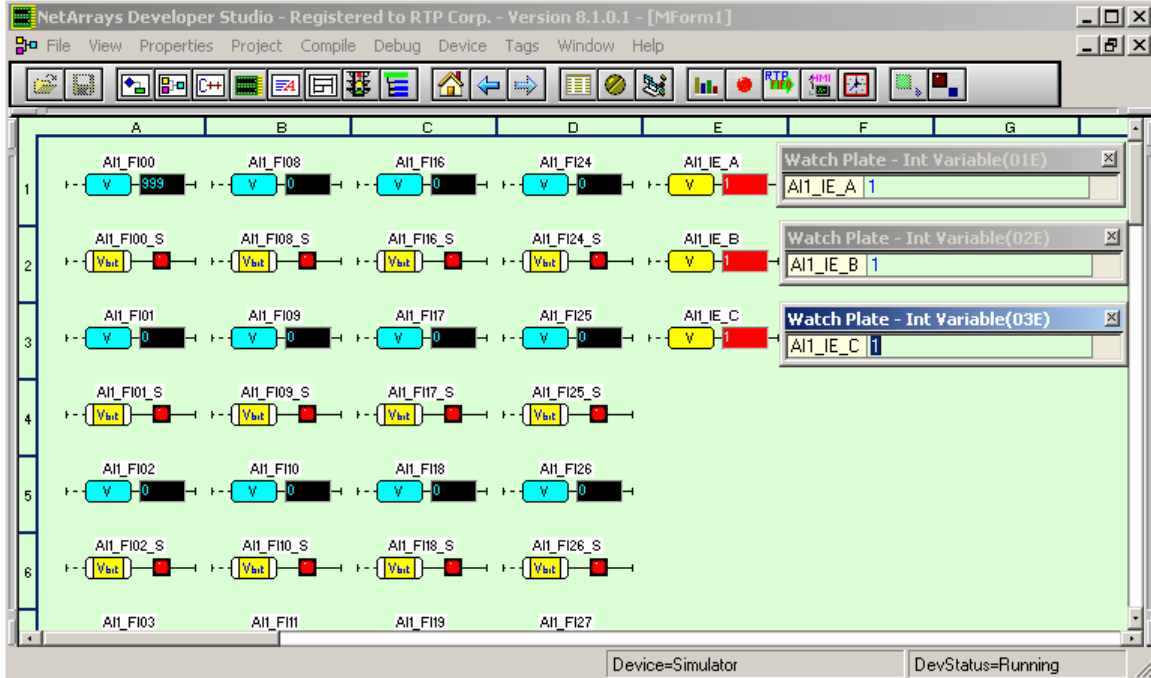 NetArrays Developer Studio - Registered to RTP Corp. - Version 8.1.0.1 - [MForm1]
File View Properties Project Compile Debug Device Tags Window Help
C++ A RTP FIFO HMI
A B C D E F G
AI1_FI00 AI1_FI08 AI1_FI16 AI1_FI24 AI1_IE_A Watch Plate - Int Variable(01E)
1 V 999 V 0 V 0 V 0 V 1 AI1_IE_A 1
AI1_FI00_S AI1_FI08_S AI1_FI16_S AI1_FI24_S AI1_IE_B Watch Plate - Int Variable(02E)
2 Vbit Vbit Vbit Vbit V 1 AI1_IE_B 1
AI1_FI01 AI1_FI09 AI1_FI17 AI1_FI25 AI1_IE_C Watch Plate - Int Variable(03E)
3 V 0 V 0 V 0 V 0 V 1 AI1_IE_C 1
AI1_FI01_S AI1_FI09_S AI1_FI17_S AI1_FI25_S
4 Vbit Vbit Vbit Vbit
AI1_FI02 AI1_FI10 AI1_FI18 AI1_FI26
5 V 0 V 0 V 0 V 0
AI1_FI02_S AI1_FI10_S AI1_FI18_S AI1_FI26_S
6 Vbit Vbit Vbit Vbit
AI1_FI03 AI1_FI11 AI1_FI19 AI1_FI27
Device=Simulator DevStatus=Running